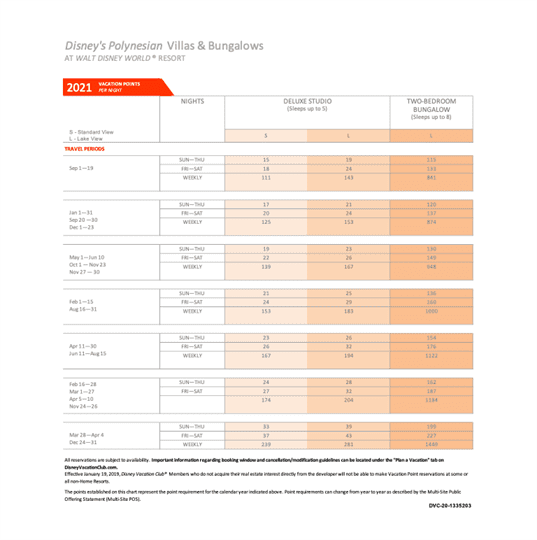 Disney's Polynesian Villas & Bungalows
AT WALT DISNEY WORLD® RESORT
2021 VACATION POINTS
PER NIGHT
NIGHTS DELUXE STUDIO TWO-BEDROOM
(Sleeps up to 5) BUNGALOW
(Sleeps up to 8)
S - Standard View
L - Lake View
S L L
TRAVEL PERIODS
Sep 1—19
SUN—THU 15 19 115
FRI—SAT 18 24 133
WEEKLY 111 143 841
Jan 1—31
Sep 20—30
Dec 1—23
SUN—THU 17 21 120
FRI—SAT 20 24 137
WEEKLY 125 153 874
May 1—Jun 10
Oct 1—Nov 23
Nov 27—30
SUN—THU 19 23 130
FRI—SAT 22 26 149
WEEKLY 139 167 948
Feb 1—15
Aug 16—31
SUN—THU 21 25 136
FRI—SAT 24 29 160
WEEKLY 153 183 1000
Apr 11—30
Jun 11—Aug 15
SUN—THU 23 26 154
FRI—SAT 26 32 176
WEEKLY 167 194 1122
Feb 16—28
Mar 1—27
Apr 5—10
Nov 24—26
SUN—THU 24 28 162
FRI—SAT 27 32 187
174 204 1184
Mar 28—Apr 4
Dec 24—31
SUN—THU 33 39 199
FRI—SAT 37 43 227
WEEKLY 239 281 1449
All reservations are subject to availability. Important information regarding booking window and cancellation/modification guidelines can be located under the "Plan a Vacation" tab on
DisneyVacationClub.com.
Effective January 19, 2019, Disney Vacation Club® Members who do not acquire their real estate interest directly from the developer will not be able to make Vacation Point reservations at some or
all non-Home Resorts.
The points established on this chart represent the point requirement for the calendar year indicated above. Point requirements can change from year to year as described by the Multi-Site Public
Offering Statement (Multi-Site POS).
DVC-20-1335293